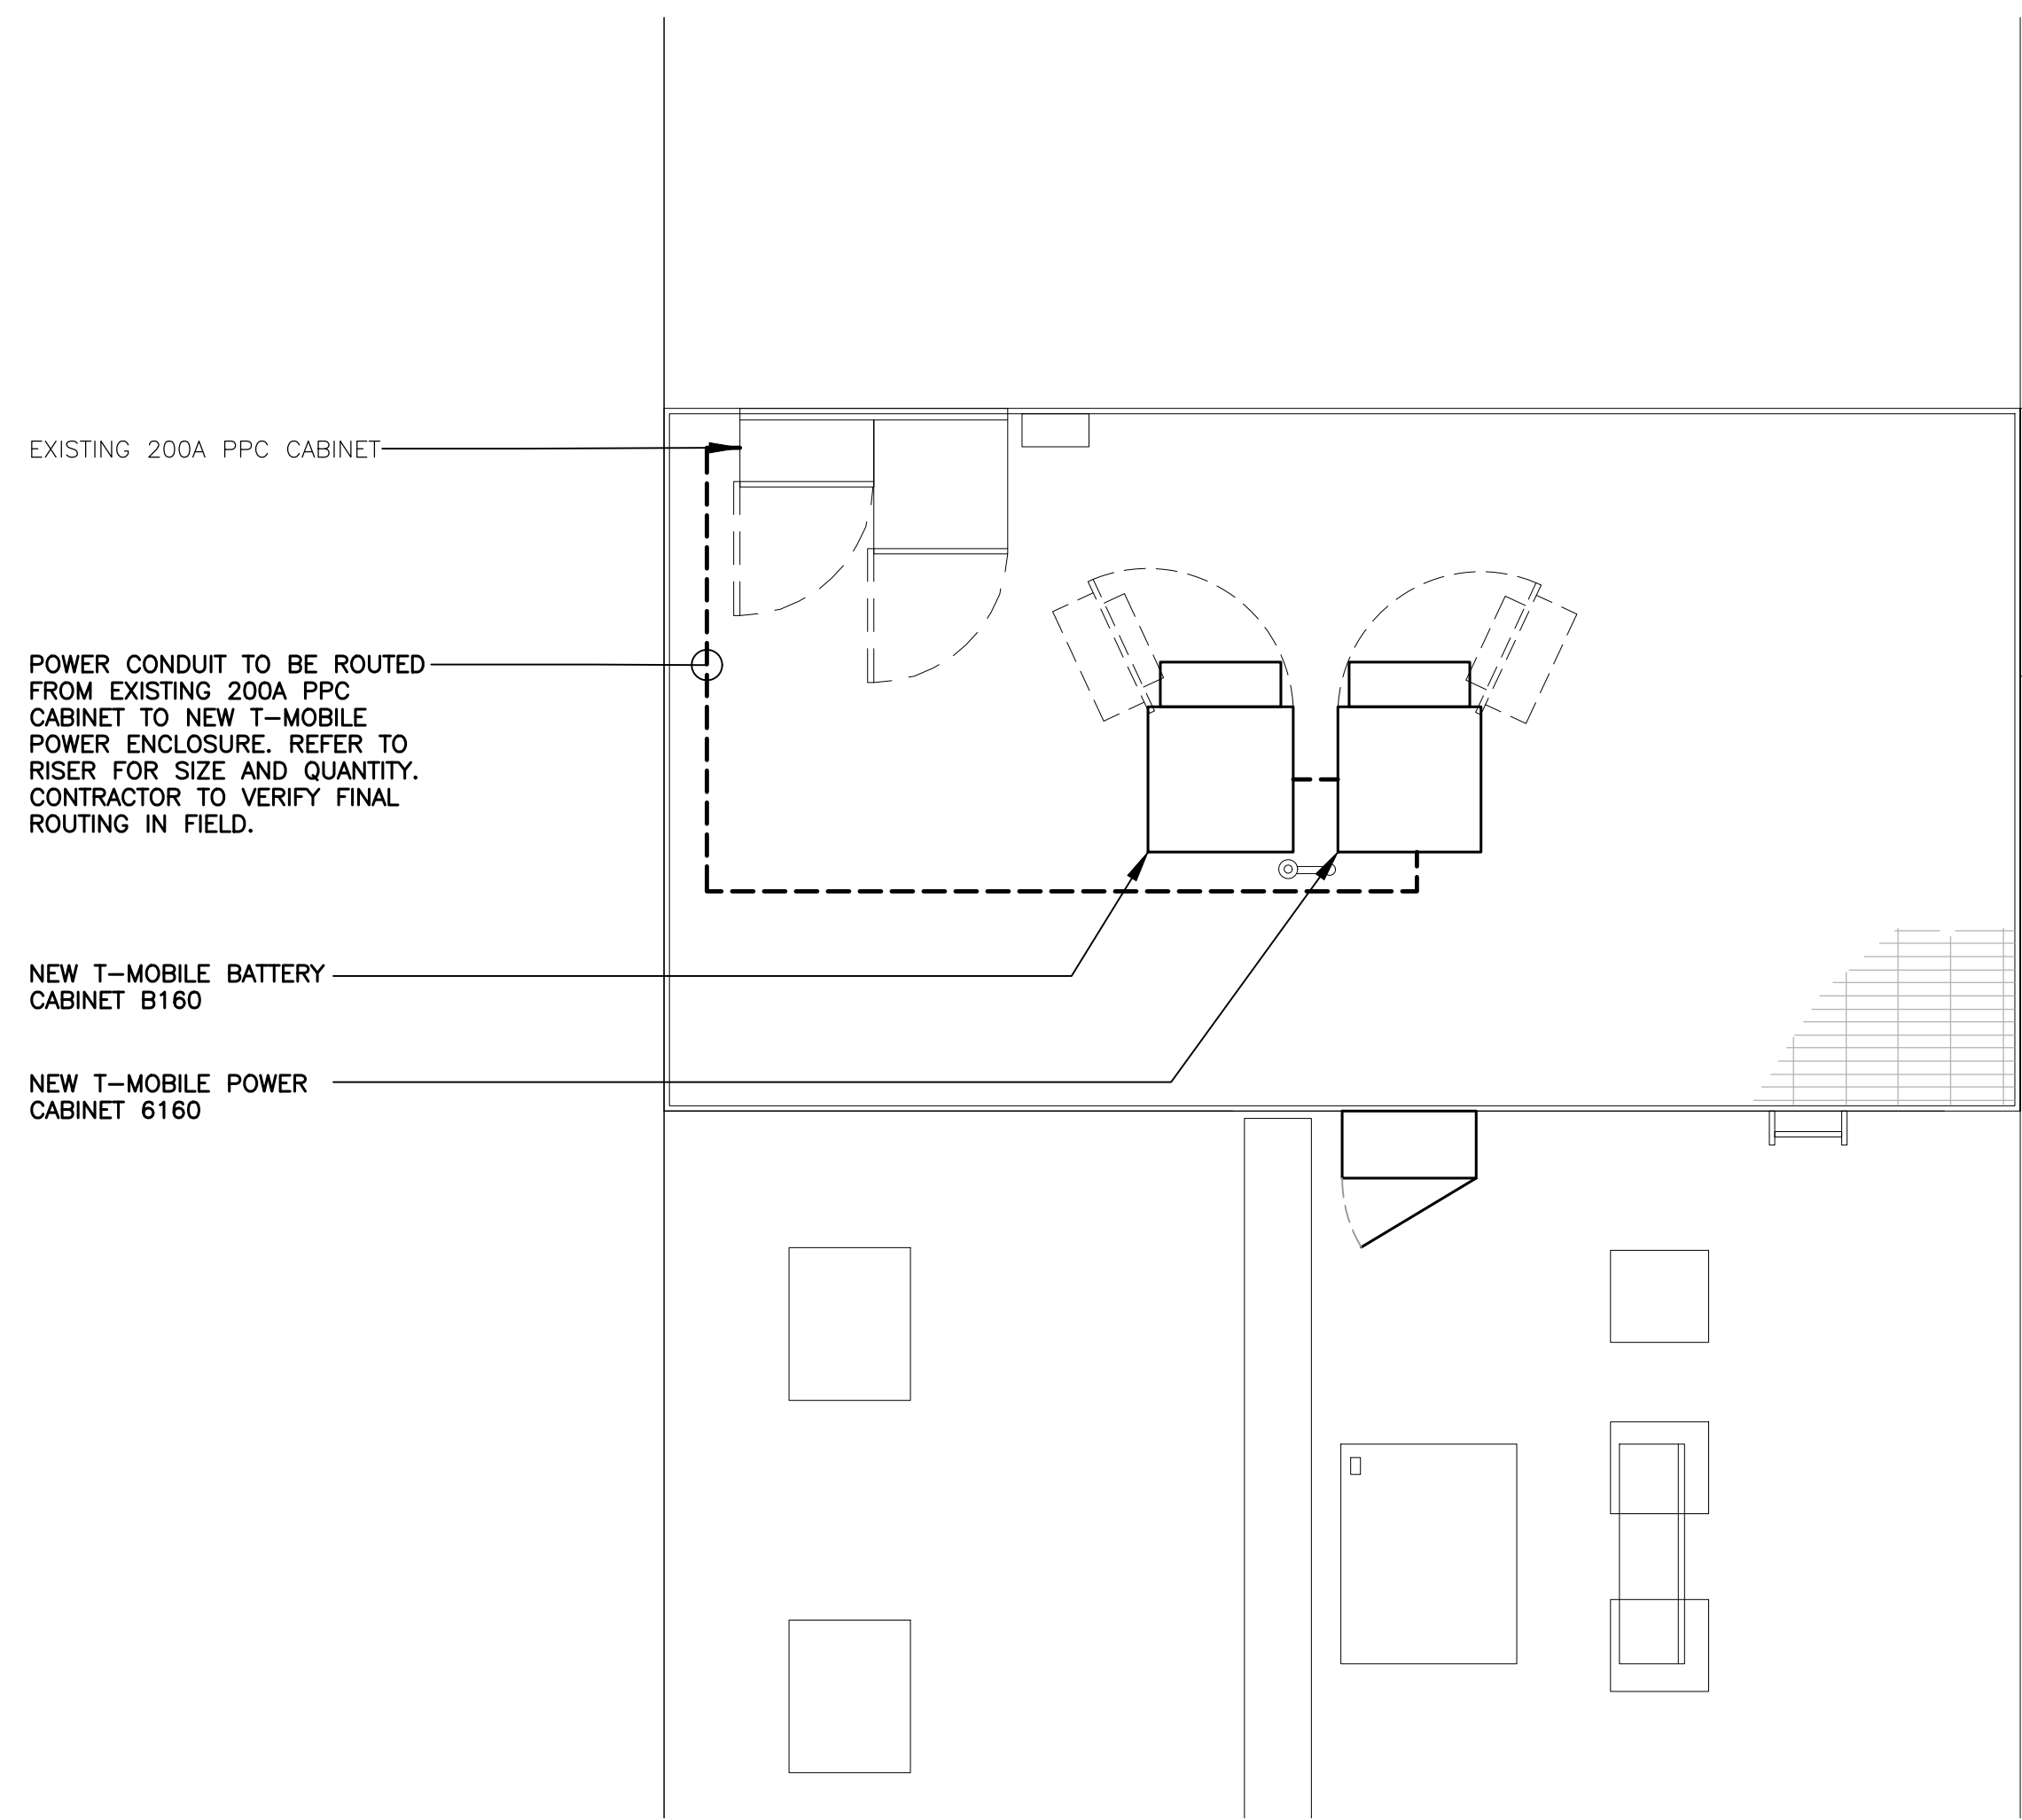 EXISTING 200A PPC CABINET
POWER CONDUIT TO BE ROUTED
FROM EXISTING 200A PPC
CABINET TO NEW T-MOBILE
POWER ENCLOSURE. REFER TO
RISER FOR SIZE AND QUANTITY.
CONTRACTOR TO VERIFY FINAL
ROUTING IN FIELD.
NEW T-MOBILE BATTERY
CABINET B160
NEW T-MOBILE POWER
CABINET 6160